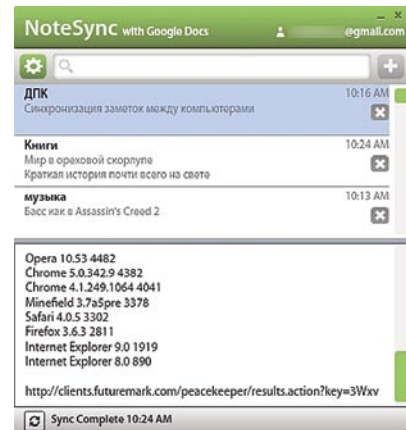 NoteSync with Google Docs
@gmail.com
ДПК 10:16 AM
Синхронизация заметок между компьютерами
Книги 10:24 AM
Мир в ореховой скорлупе
Краткая история почти всего на свете
музыка 10:13 AM
Басс как в Assassin's Creed 2
Opera 10.53 4482
Chrome 5.0.342.9 4382
Chrome 4.1.249.1064 4041
Minefield 3.7a5pre 3378
Safari 4.0.5 3302
Firefox 3.6.3 2811
Internet Explorer 9.0 1919
Internet Explorer 8.0 890
http://clients.futuremark.com/peacekeeper/results.action?key=3Wxv
Sync Complete 10:24 AM